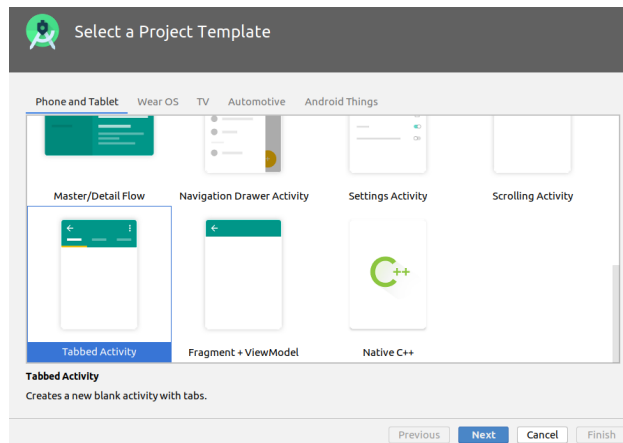 Select a Project Template
Phone and Tablet Wear OS TV Automotive Android Things
Master/Detail Flow Navigation Drawer Activity Settings Activity Scrolling Activity
C++
Tabbed Activity Fragment + ViewModel Native C++
Tabbed Activity
Creates a new blank activity with tabs.
Previous Next Cancel Finish